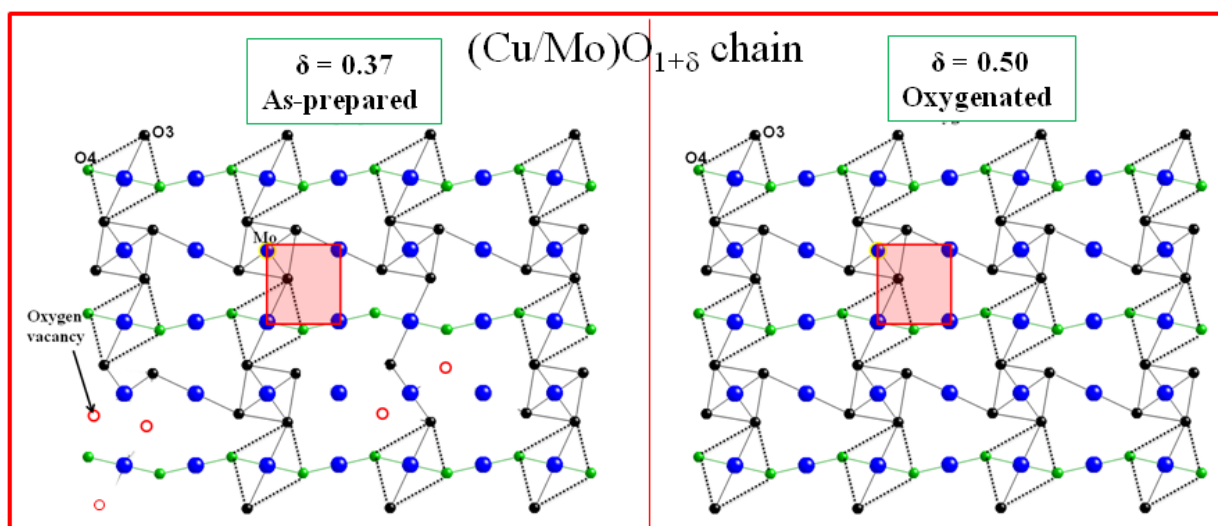 (Cu/Mo)O1+δ chain
δ = 0.37
As-prepared
δ = 0.50
Oxygenated
O3
O4
Mo
Oxygen
vacancy
O3
O4